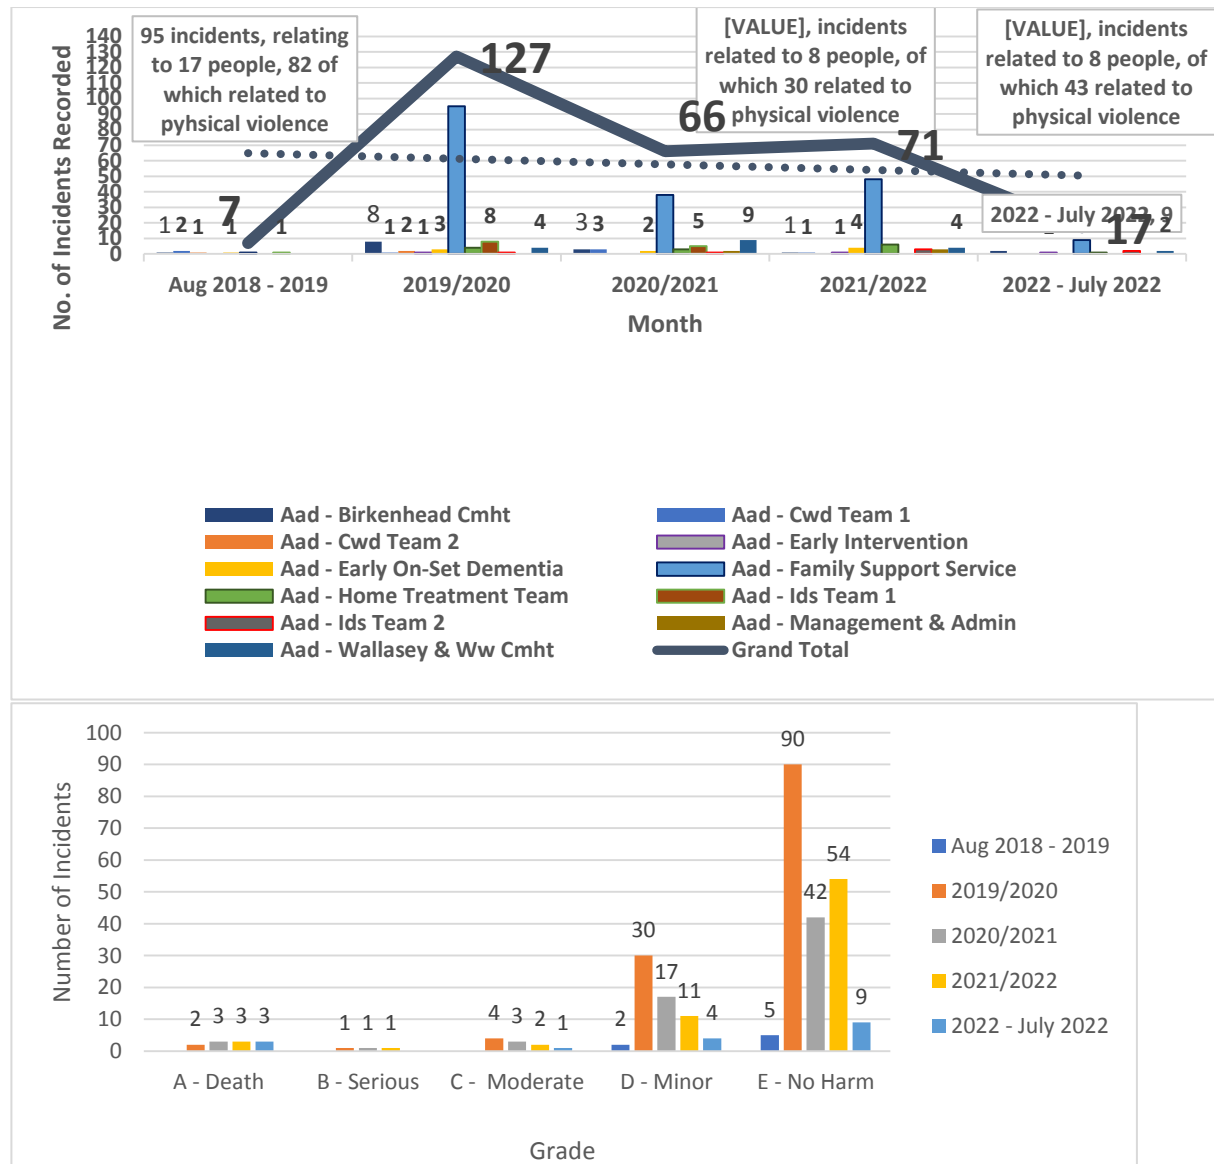 95 incidents, relating
to 17 people, 82 of
which related to
pyhsical violence
[VALUE], incidents
related to 8 people, of
which 30 related to
physical violence
[VALUE], incidents
related to 8 people, of
which 43 related to
physical violence
No. of Incidents Recorded
140
130
120
110
100
90
80
70
60
50
40
30
20
10
0
7
127
66
71
17
2022 - July 2022, 9
1 2 1 1 1 1
8 1 2 1 3 8 4
3 3 2 5 9
1 1 1 4 4
2
Aug 2018 - 2019
2019/2020
2020/2021
2021/2022
2022 - July 2022
Month
Aad - Birkenhead Cmht
Aad - Cwd Team 1
Aad - Cwd Team 2
Aad - Early Intervention
Aad - Early On-Set Dementia
Aad - Family Support Service
Aad - Home Treatment Team
Aad - Ids Team 1
Aad - Ids Team 2
Aad - Management & Admin
Aad - Wallasey & Ww Cmht
Grand Total
Number of Incidents
100
90
80
70
60
50
40
30
20
10
0
2 3 3 3
1 1 1
4 3 2 1
2 30 17 11 4
5 90 42 54 9
A - Death
B - Serious
C - Moderate
D - Minor
E - No Harm
Grade
Aug 2018 - 2019
2019/2020
2020/2021
2021/2022
2022 - July 2022